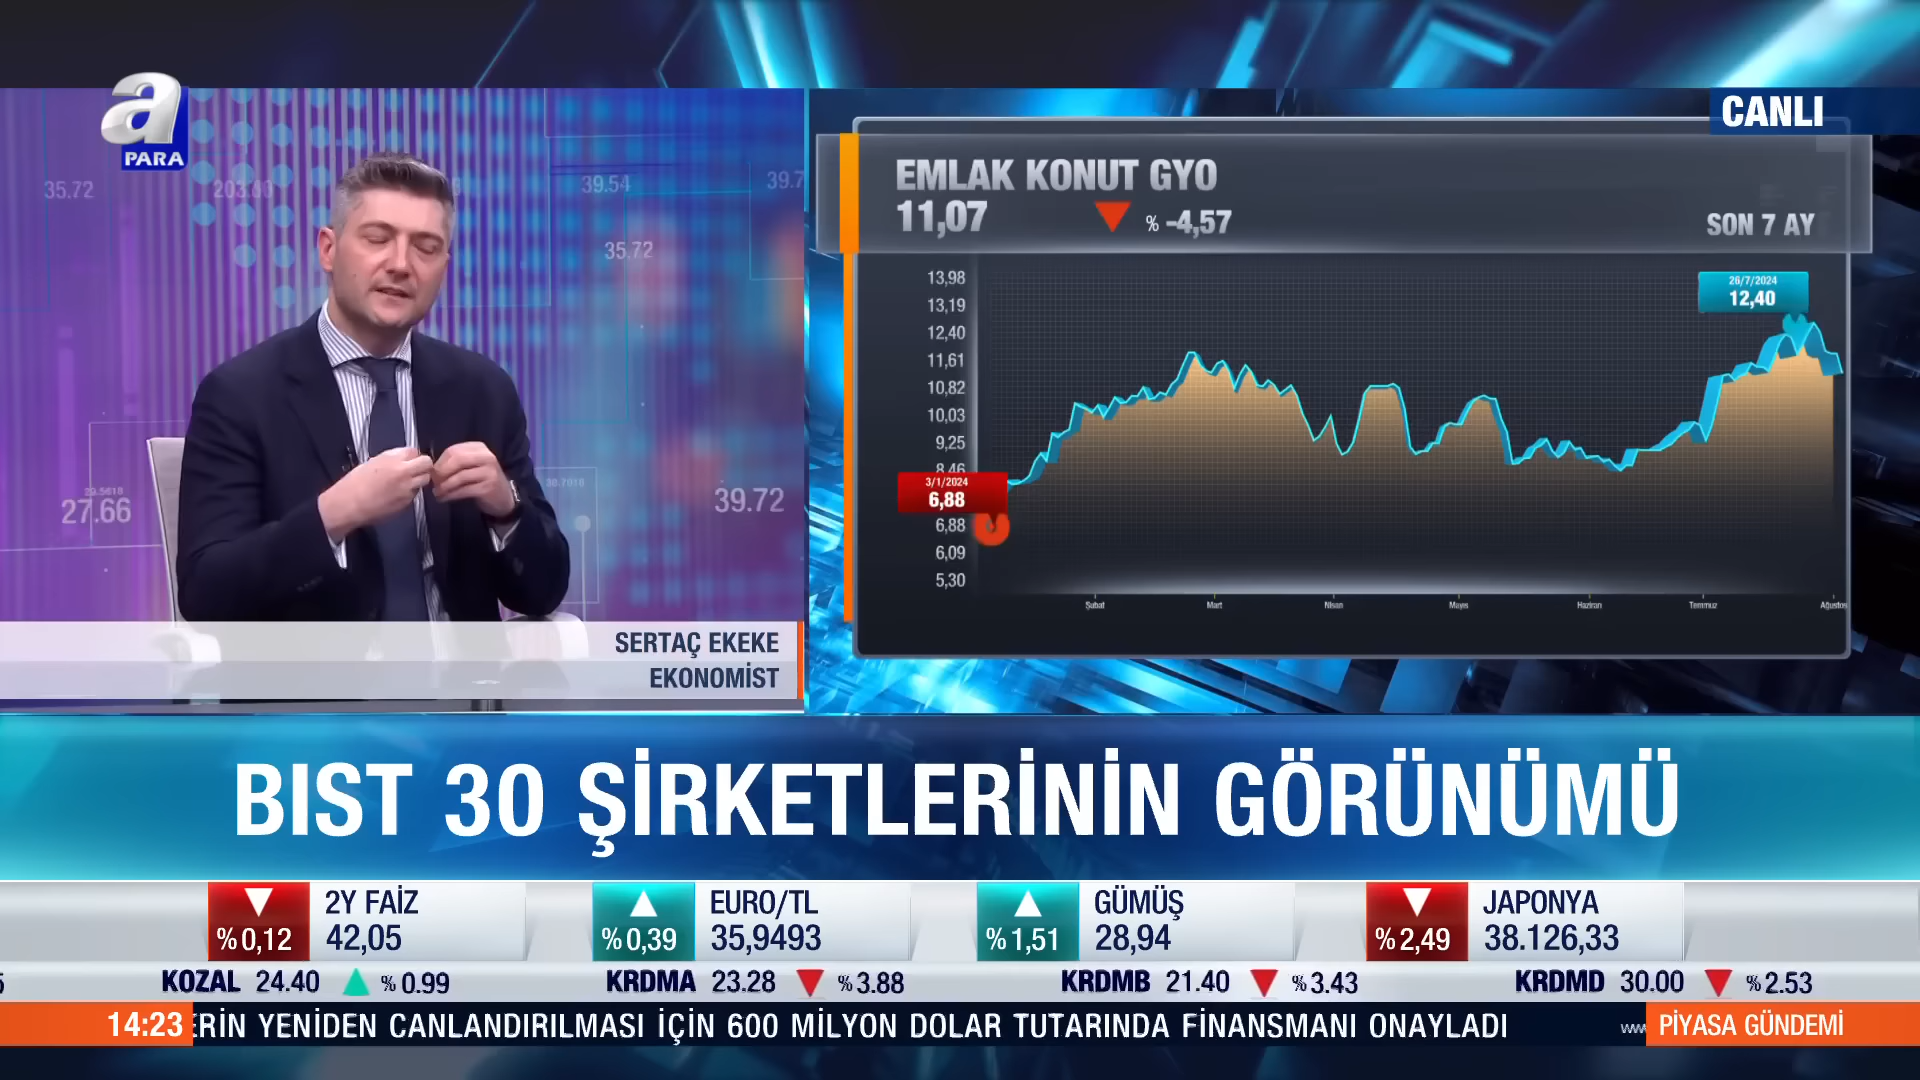 a
PARA
CANLI
35.72
203.80
39.54
39.7
35.72
27.66
39.72
EMLAK KONUT GYO
11,07 % -4,57
SON 7 AY
13,98
13,19
12,40
11,61
10,82
10,03
9,25
8,46
6,88
6,09
5,30
26/7/2024
12,40
3/1/2024
6,88
Şubat Mart Nisan Mayıs Haziran Temmuz Ağustos
SERTAÇ EKEKE
EKONOMİST
BIST 30 ŞİRKETLERİNİN GÖRÜNÜMÜ
%0,12 2Y FAİZ 42,05
%0,39 EURO/TL 35,9493
%1,51 GÜMÜŞ 28,94
%2,49 JAPONYA 38.126,33
KOZAL 24.40 %0.99 KRDMA 23.28 %3.88 KRDMB 21.40 %3.43 KRDMD 30.00 %2.53
14:23 ERİN YENİDEN CANLANDIRILMASI İÇİN 600 MİLYON DOLAR TUTARINDA FİNANSMANI ONAYLADI www PİYASA GÜNDEMİ